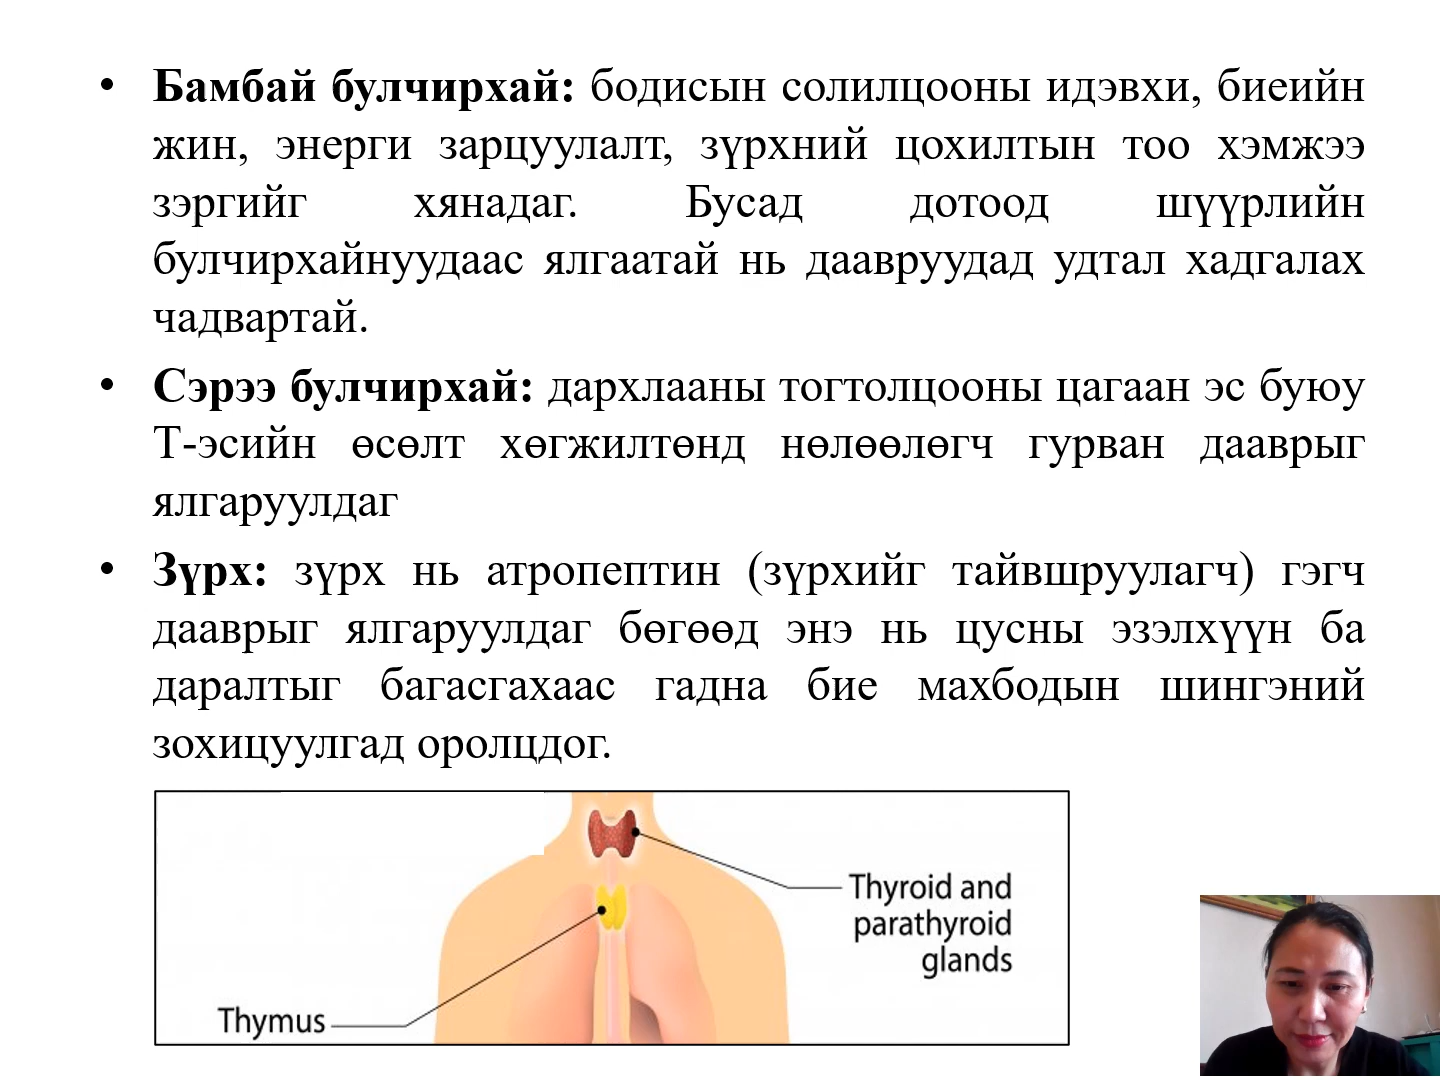 • Бамбай булчирхай: бодисын солилцооны идэвхи, биеийн
жин, энерги зарцуулалт, зүрхний цохилтын тоо хэмжээ
зэргийг хянадаг. Бусад дотоод шүүрлийн
булчирхайнуудаас ялгаатай нь даавруудад удтал хадгалах
чадвартай.
• Сэрээ булчирхай: дархлааны тогтолцооны цагаан эс буюу
Т-эсийн өсөлт хөгжилтөнд нөлөөлөгч гурван дааврыг
ялгаруулдаг
• Зүрх: зүрх нь атропептин (зүрхийг тайвшруулагч) гэгч
дааврыг ялгаруулдаг бөгөөд энэ нь цусны эзэлхүүн ба
даралтыг багасгахаас гадна бие махбодын шингэний
зохицуулгад оролцдог.
Thyroid and
parathyroid
glands
Thymus